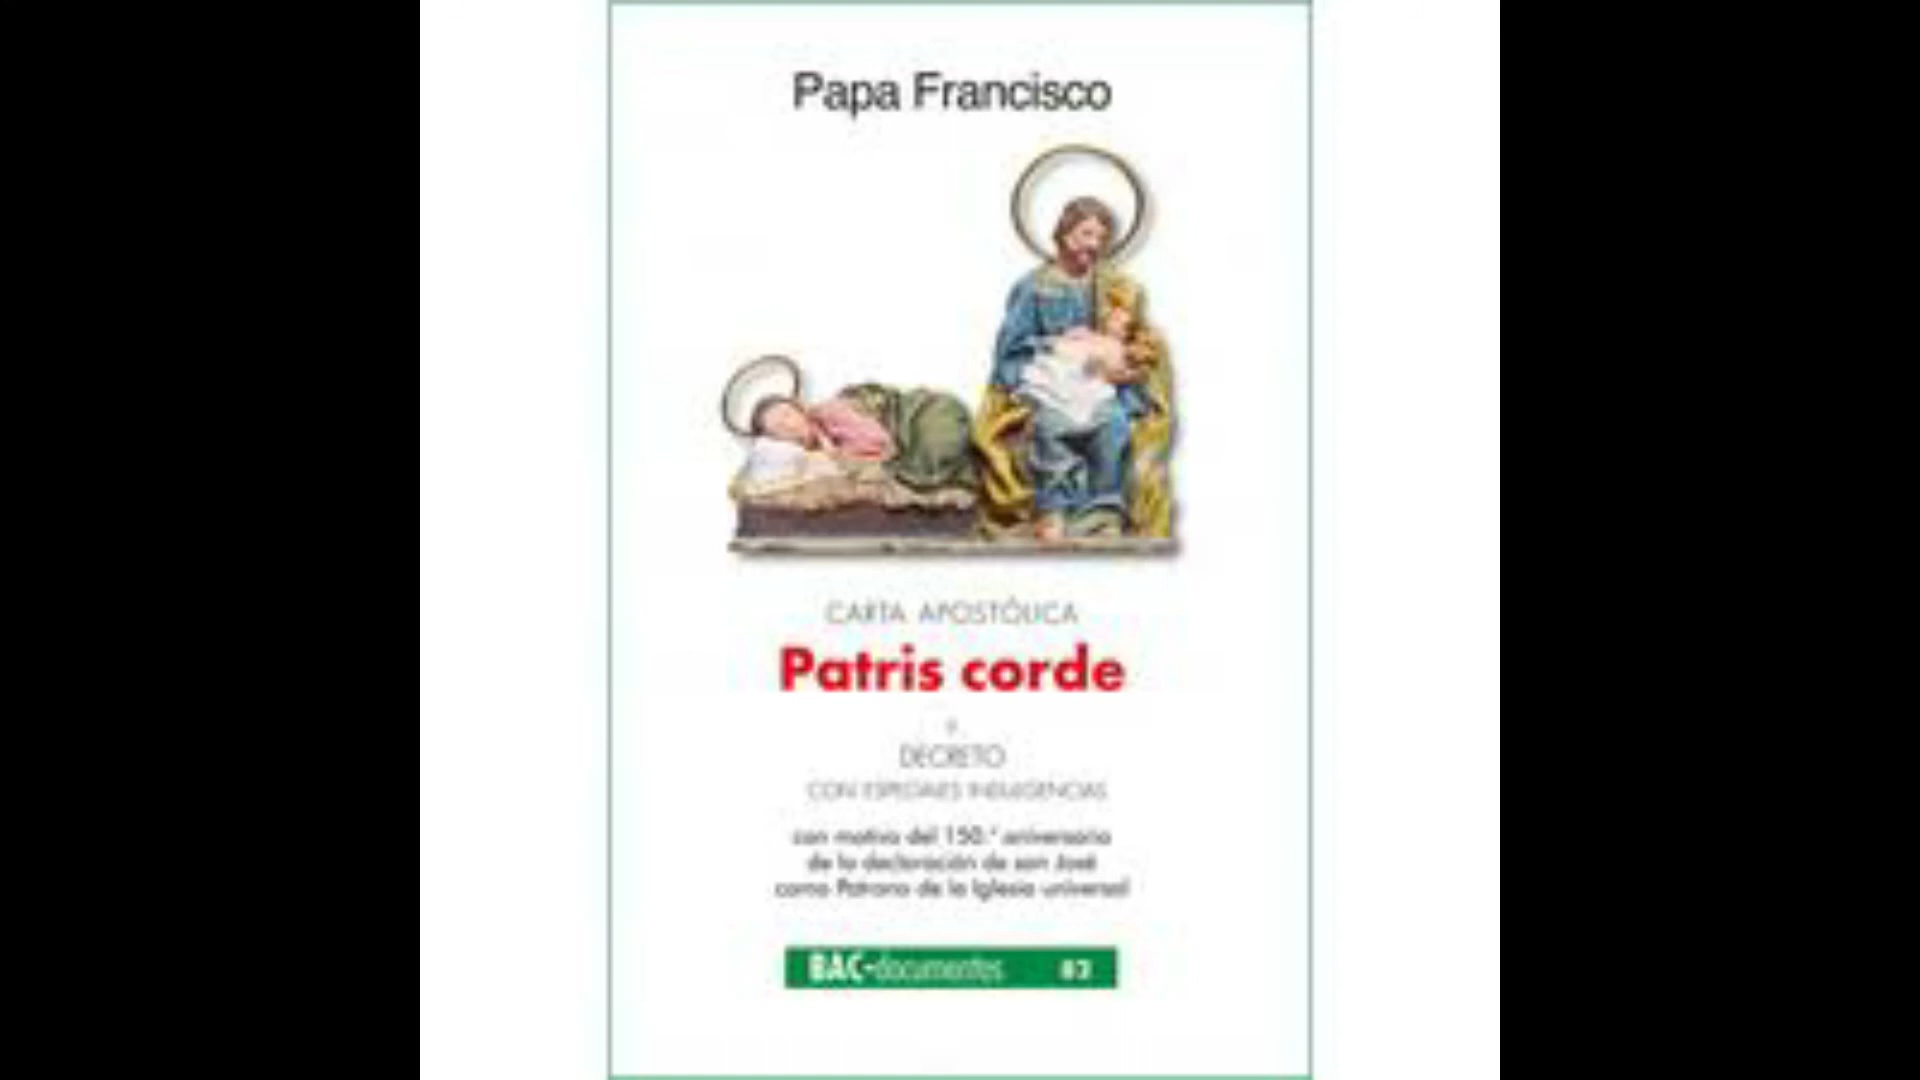 Papa Francisco
CARTA APOSTÓLICA
Patris corde
y
DECRETO
CON ESPECIALES INDULGENCIAS
con motivo del 150.º aniversario
de la declaración de san José
como Patrono de la Iglesia universal
BAC-documentos 62